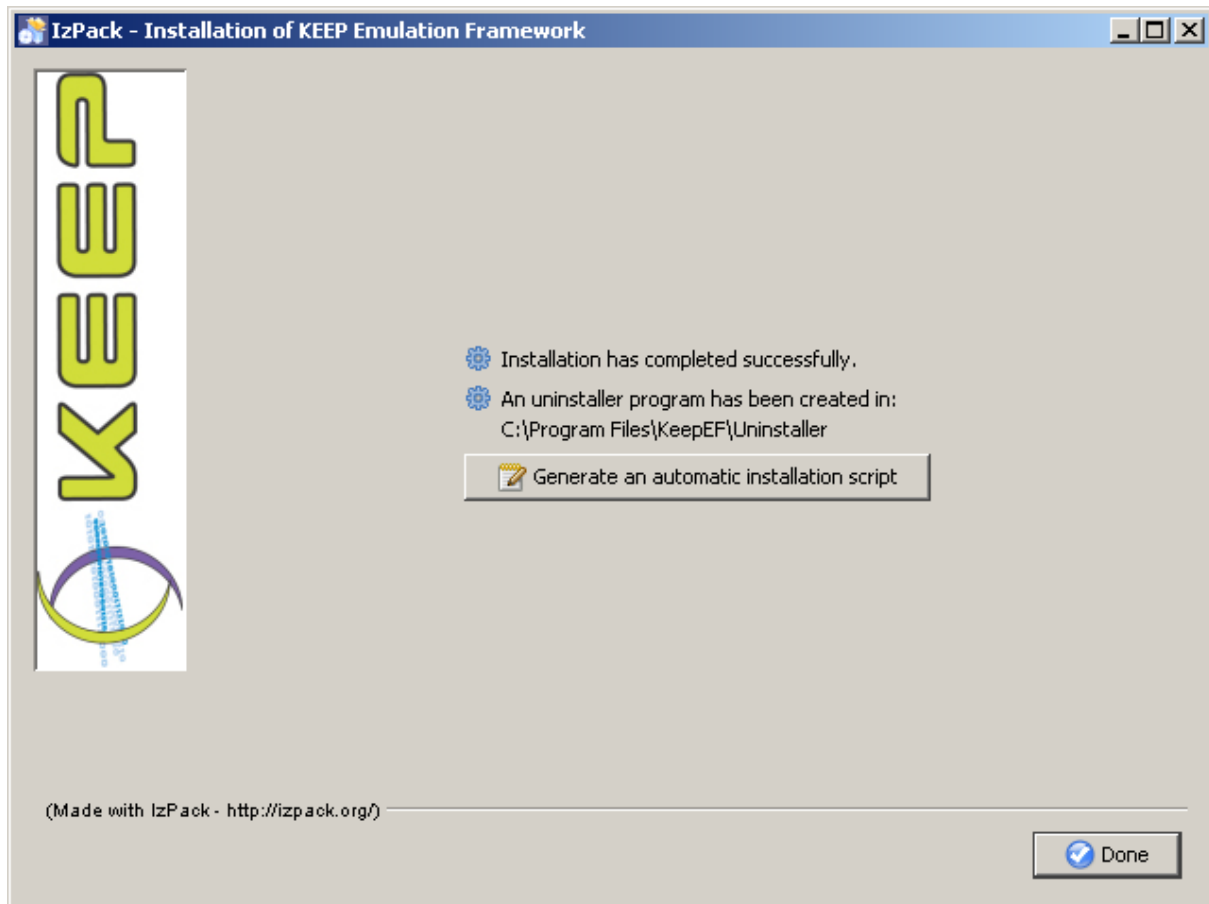 IzPack - Installation of KEEP Emulation Framework
KEEP
Installation has completed successfully.
An uninstaller program has been created in:
C:\Program Files\KeepEF\Uninstaller
Generate an automatic installation script
(Made with IzPack - http://izpack.org/)
Done